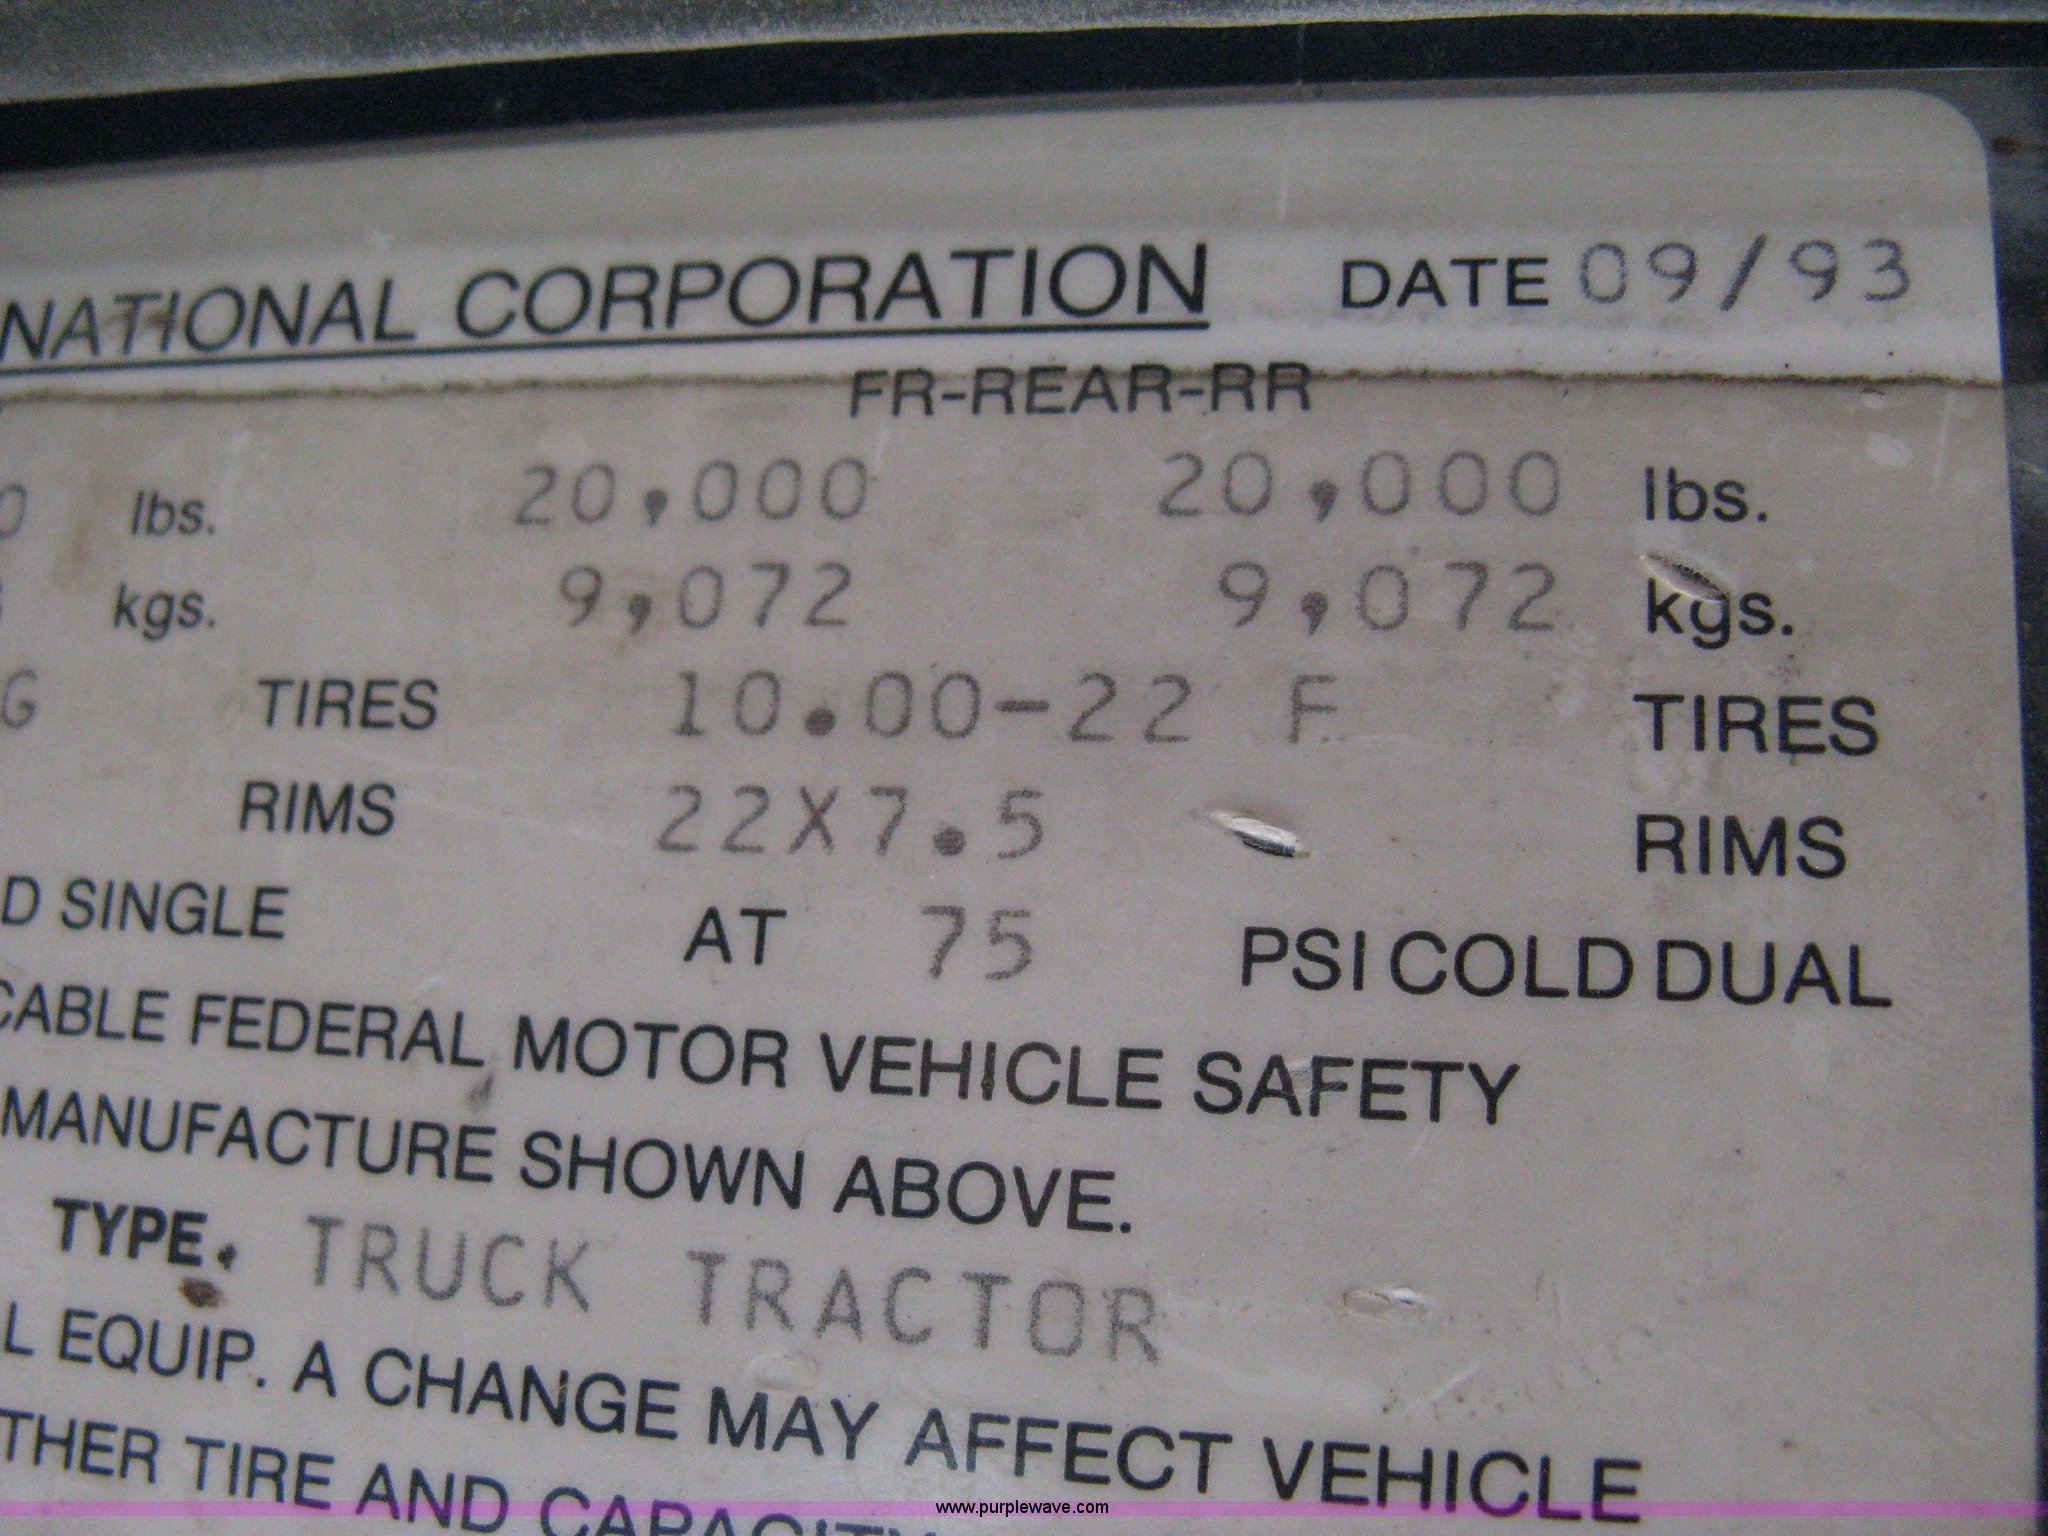 NATIONAL CORPORATION DATE 09/93
FR-REAR-RR
0 lbs. 20,000 20,000 lbs.
kgs. 9,072 9,072 kgs.
G TIRES 10.00-22 F TIRES
RIMS 22X7.5 RIMS
D SINGLE AT 75 PSI COLD DUAL
CABLE FEDERAL MOTOR VEHICLE SAFETY
MANUFACTURE SHOWN ABOVE.
TYPE. TRUCK TRACTOR
L EQUIP. A CHANGE MAY AFFECT VEHICLE
THER TIRE AND CAPACITY
www.purplewave.com